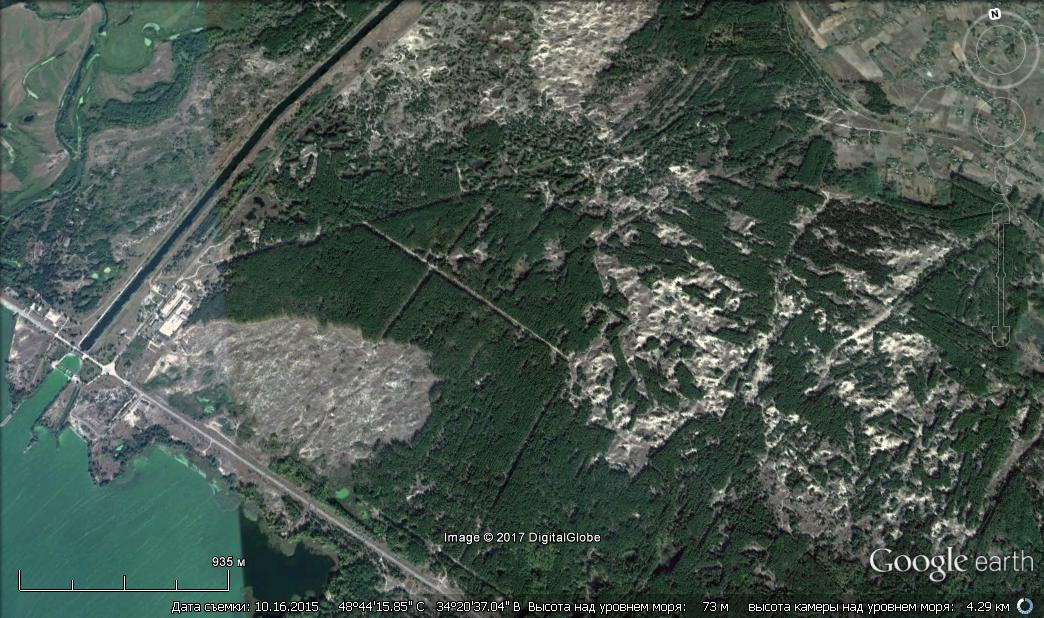 N
Image © 2017 DigitalGlobe
Google earth
935 м
Дата съемки: 10.16.2015 48°44'15.85" С 34°20'37.04" В Высота над уровнем моря: 73 м высота камеры над уровнем моря: 4.29 км